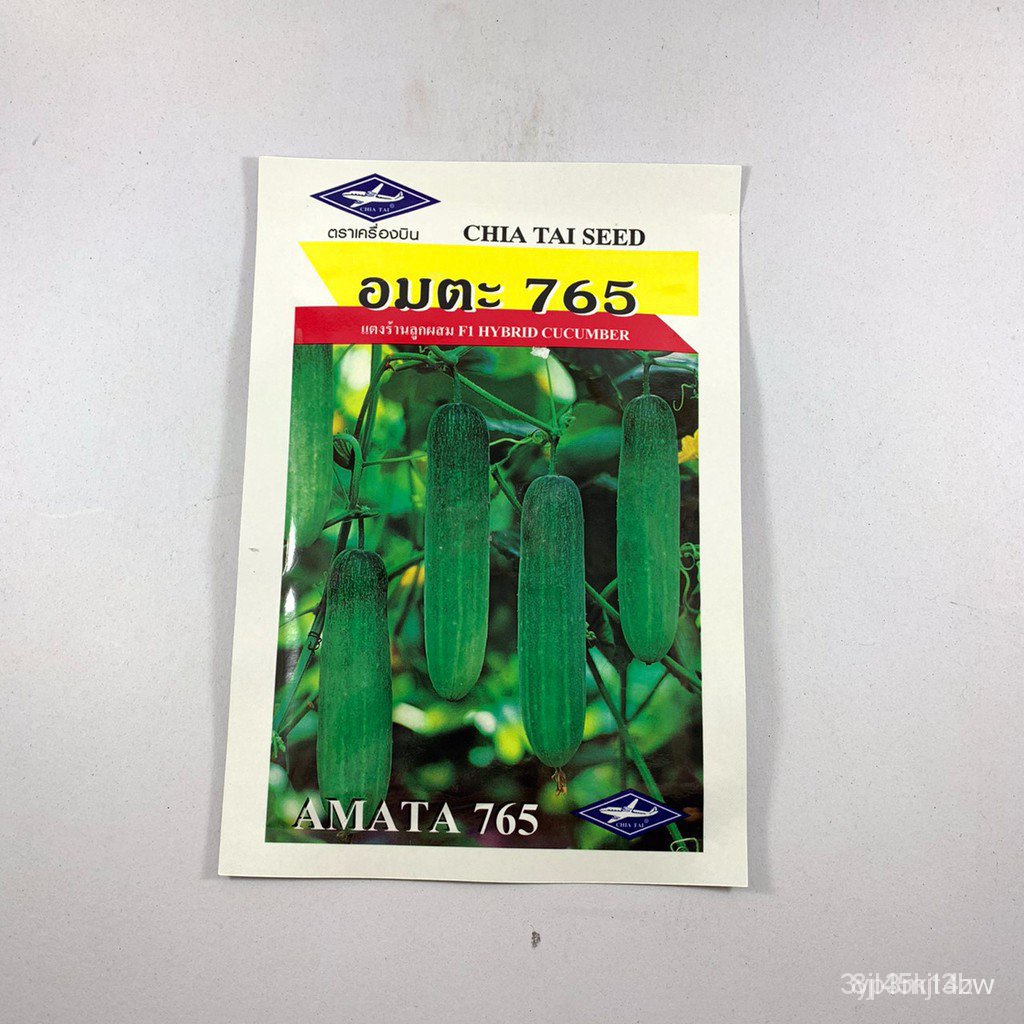 CHIA TAI®
ตราเครื่องบิน
CHIA TAI SEED
อมตะ 765
แตงร้านลูกผสม F1 HYBRID CUCUMBER
AMATA 765
CHIA TAI®